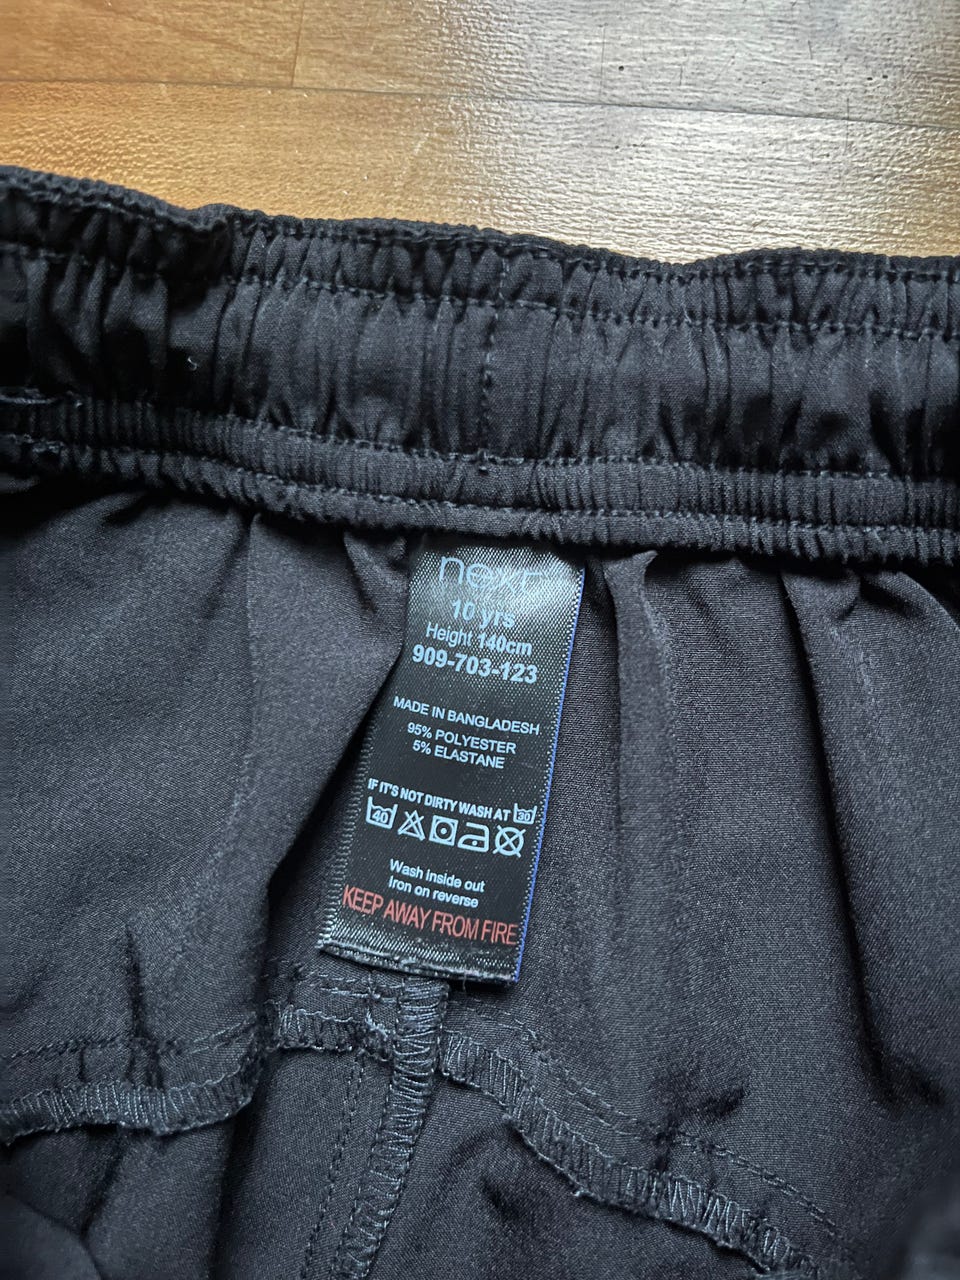 next
10 yrs
Height 140cm
909-703-123
MADE IN BANGLADESH
95% POLYESTER
5% ELASTANE
IF IT'S NOT DIRTY WASH AT 30
40
Wash inside out
Iron on reverse
KEEP AWAY FROM FIRE